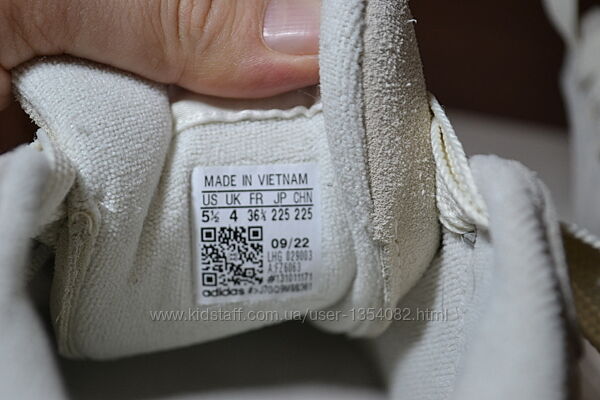 MADE IN VIETNAM
US UK FR JP CHN
5½ 4 36⅔ 225 225
09/22
LHG 029003
#131011171
adidas
www.kidstaff.com.ua/user-1354082.html